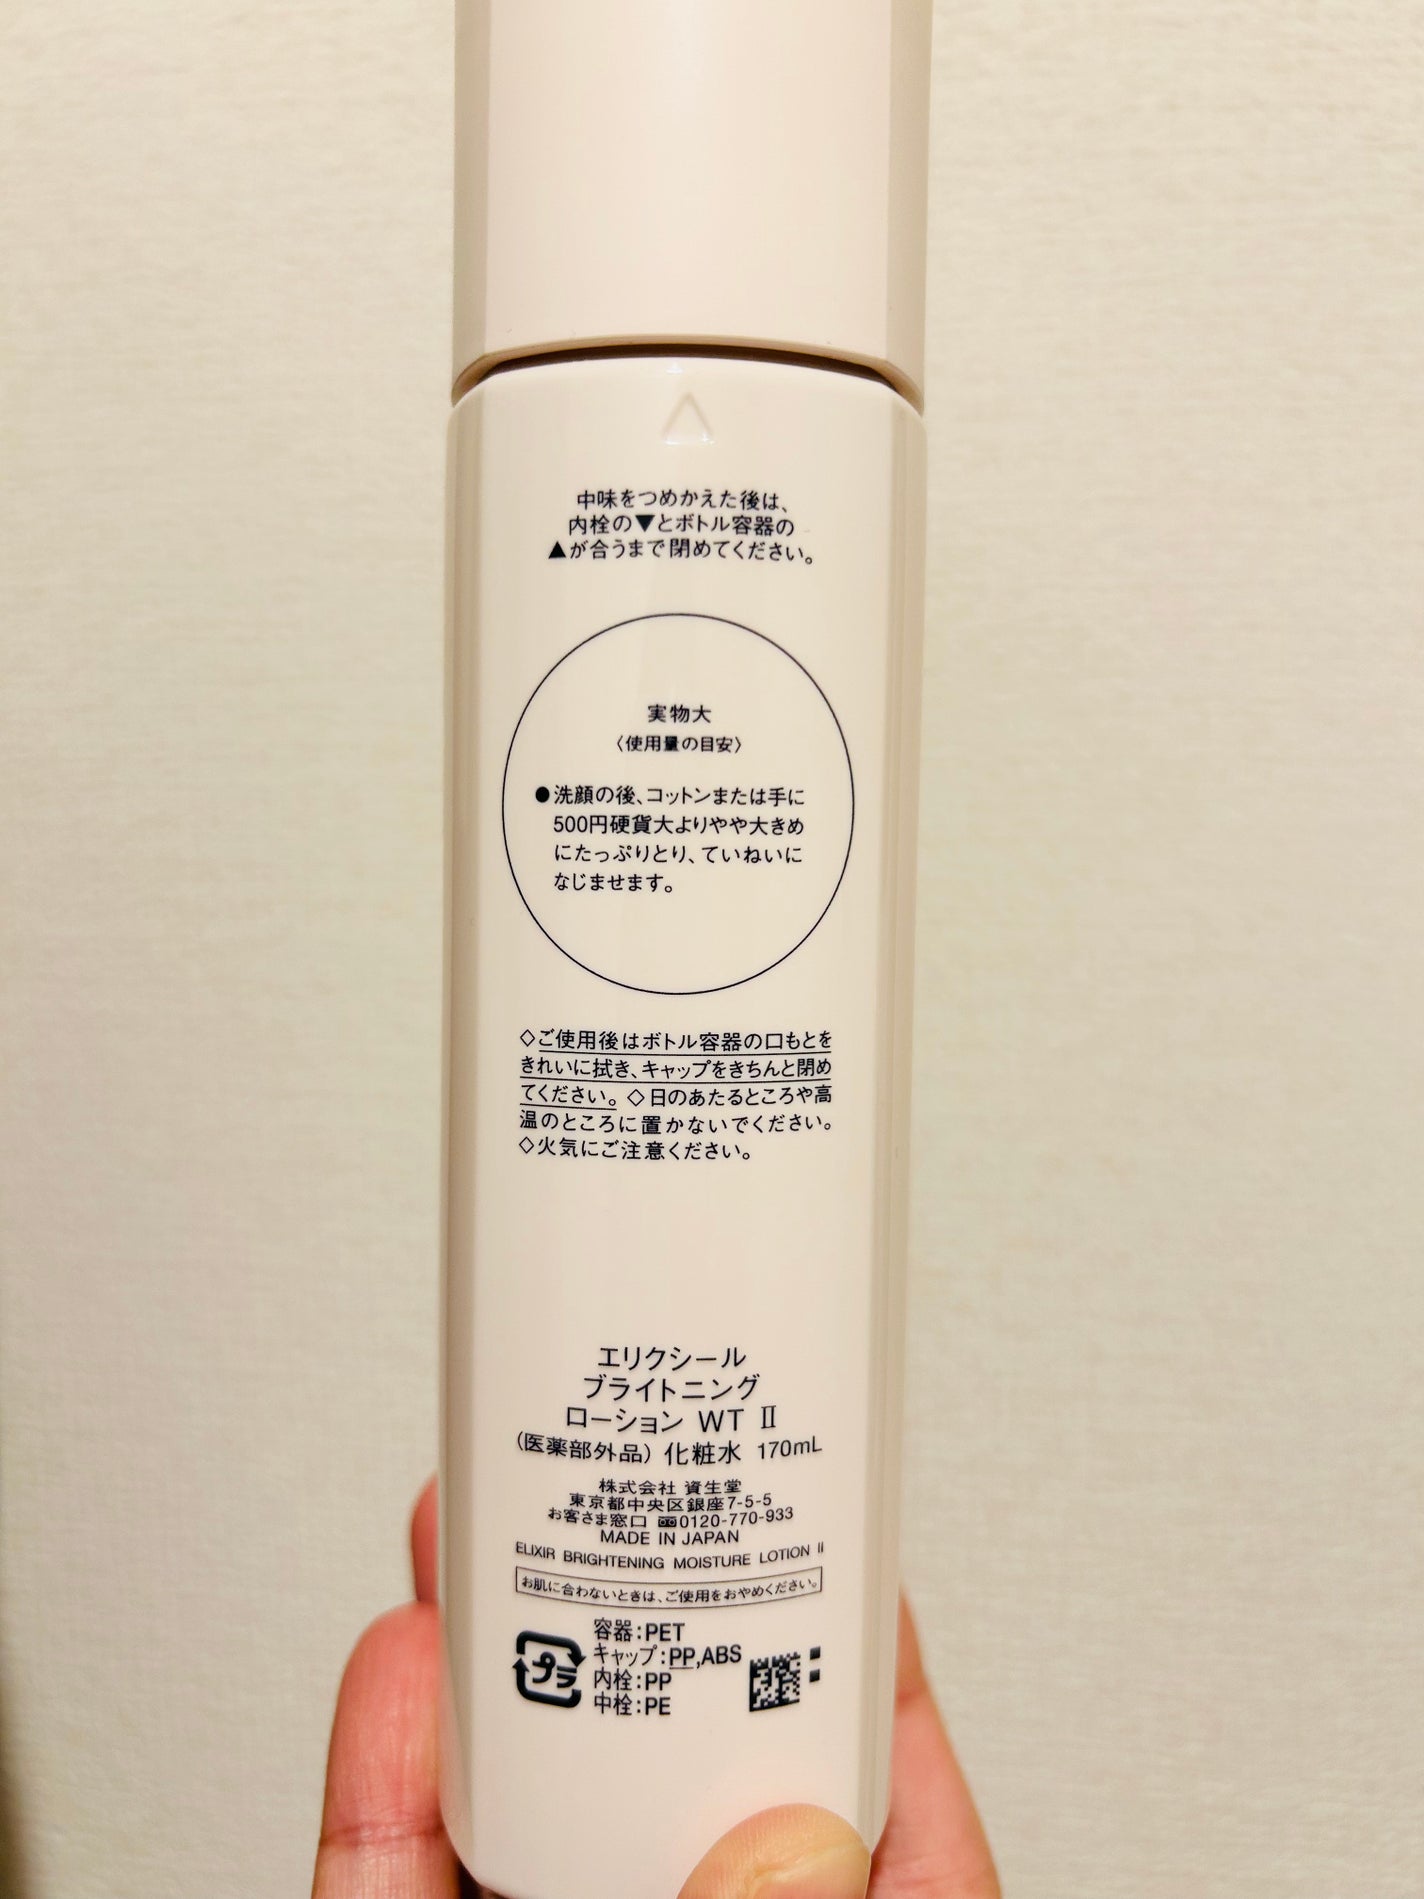 中味をつめかえた後は、
内栓の▼とボトル容器の
▲が合うまで閉めてください。
実物大
〈使用量の目安〉
●洗顔の後、コットンまたは手に
500円硬貨大よりやや大きめ
にたっぷりとり、ていねいに
なじませます。
◇ご使用後はボトル容器の口もとを
きれいに拭き、キャップをきちんと閉め
てください。◇日のあたるところや高
温のところに置かないでください。
◇火気にご注意ください。
エリクシール
ブライトニング
ローション WT Ⅱ
(医薬部外品) 化粧水 170mL
株式会社 資生堂
東京都中央区銀座7-5-5
お客さま窓口 0120-770-933
MADE IN JAPAN
ELIXIR BRIGHTENING MOISTURE LOTION Ⅱ
お肌に合わないときは、ご使用をおやめください。
プラ
容器:PET
キャップ:PP,ABS
内栓:PP
中栓:PE